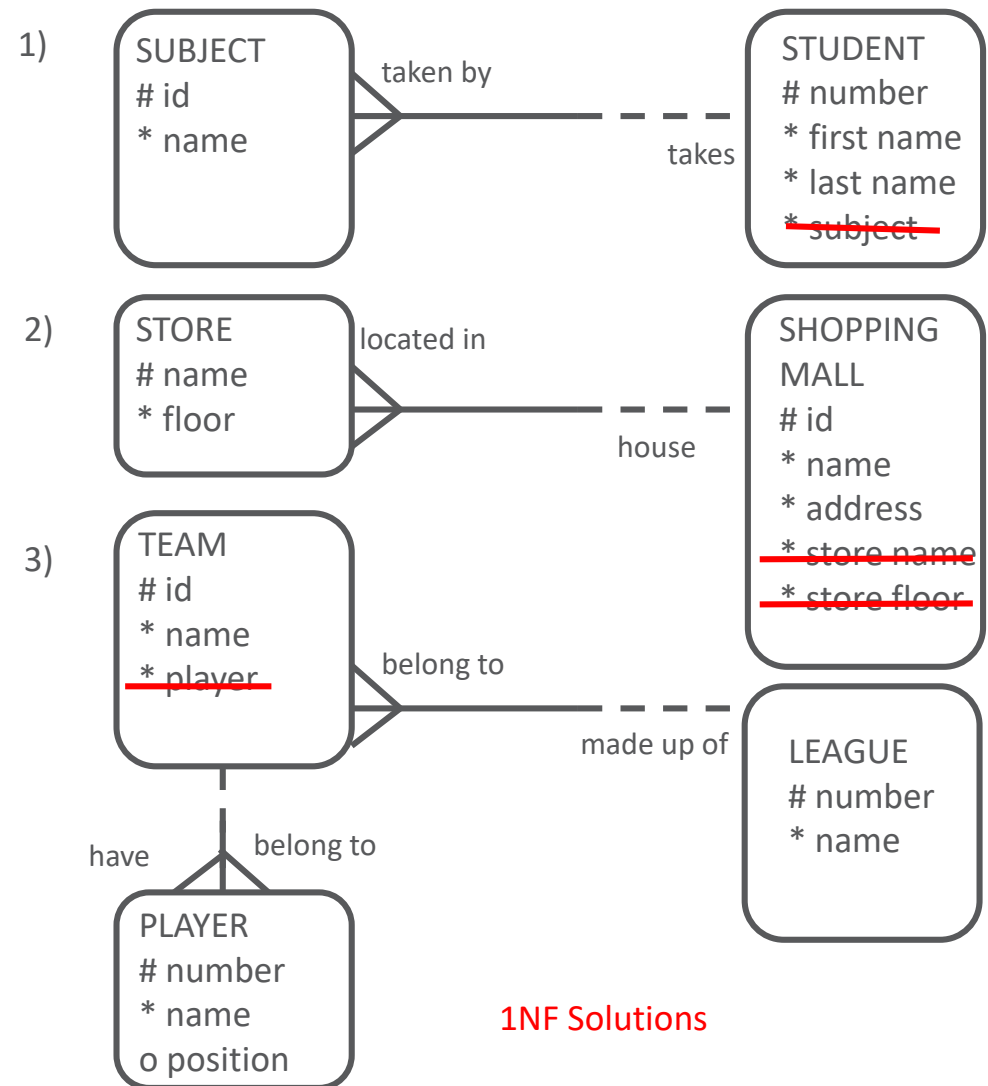 1)
SUBJECT
# id
* name
taken by
takes
STUDENT
# number
* first name
* last name
* subject
2)
STORE
# name
* floor
located in
house
SHOPPING
MALL
# id
* name
* address
* store name
* store floor
3)
TEAM
# id
* name
* player
belong to
made up of
LEAGUE
# number
* name
have
belong to
PLAYER
# number
* name
o position
1NF Solutions